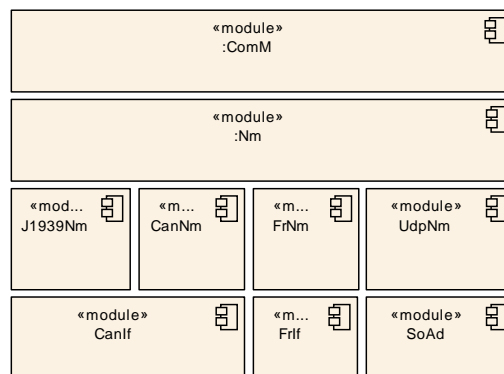 «module»
:ComM
«module»
:Nm
«mod...
J1939Nm
«m...
CanNm
«m...
FrNm
«module»
UdpNm
«module»
CanIf
«m...
FrIf
«module»
SoAd